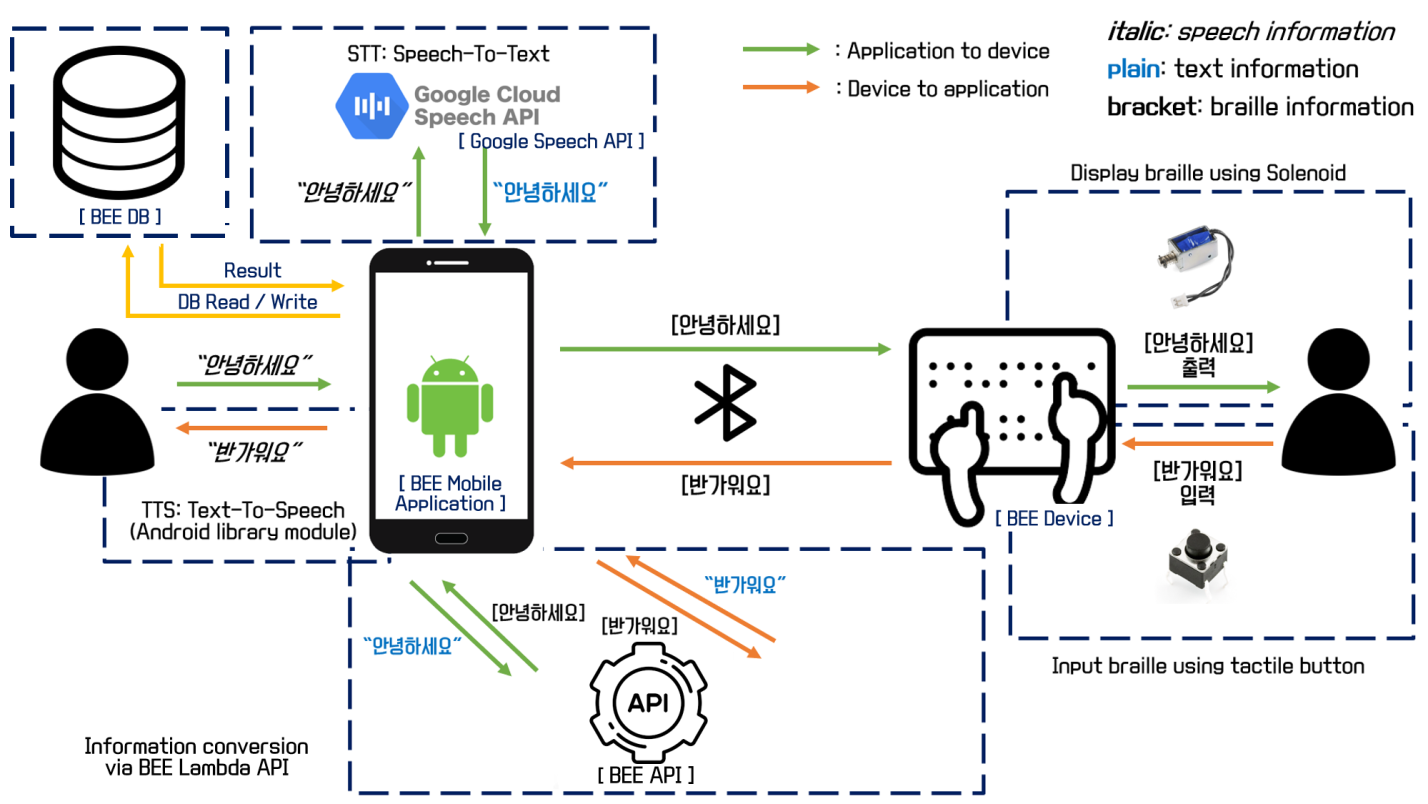 STT: Speech-To-Text
Google Cloud
Speech API
[ Google Speech API ]
: Application to device
: Device to application
italic: speech information
plain: text information
bracket: braille information
[ BEE DB ]
“안녕하세요”
“안녕하세요”
Display braille using Solenoid
Result
DB Read / Write
“안녕하세요”
“반가워요”
[안녕하세요]
[반가워요]
[안녕하세요]
출력
[반가워요]
입력
[ BEE Mobile
Application ]
TTS: Text-To-Speech
(Android library module)
[ BEE Device ]
“안녕하세요”
[안녕하세요]
[반가워요]
“반가워요”
API
[ BEE API ]
Input braille using tactile button
Information conversion
via BEE Lambda API